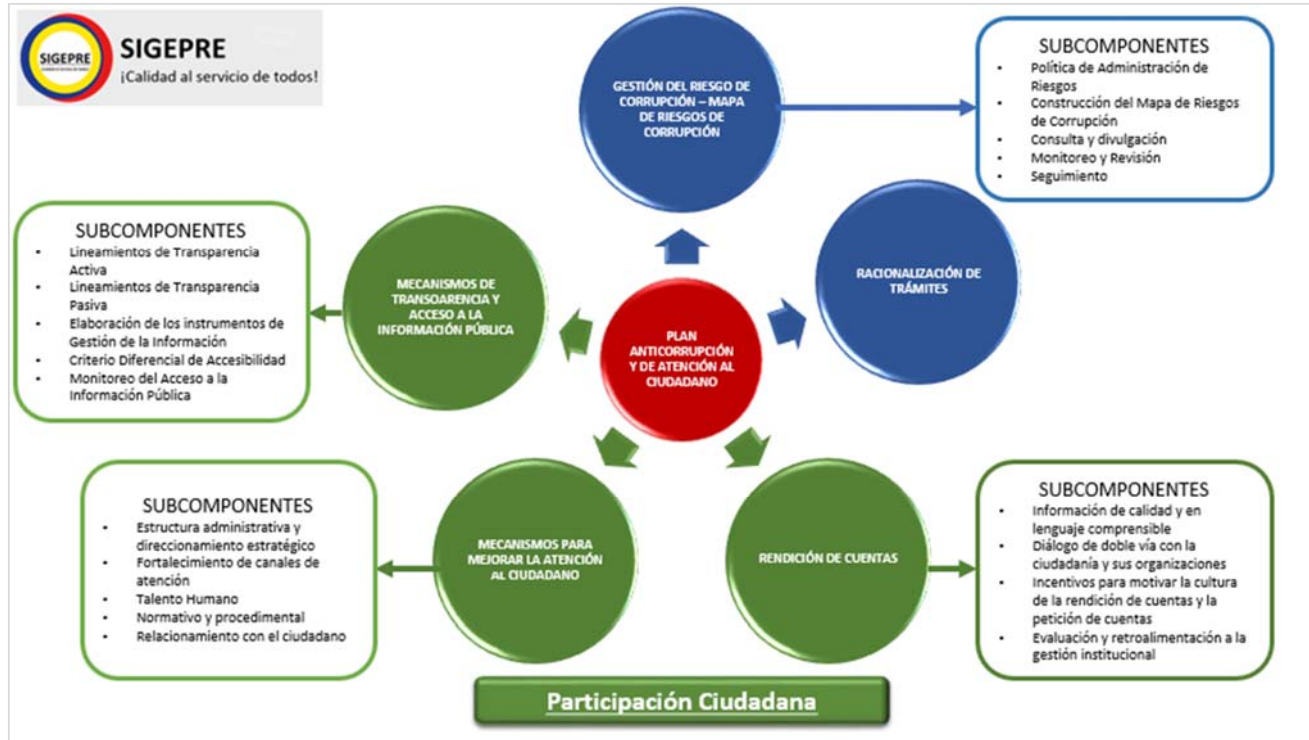 SIGEPRE
SIGEPRE
¡Calidad al servicio de todos!
GESTIÓN DEL RIESGO DE
CORRUPCIÓN – MAPA
DE RIESGOS DE
CORRUPCIÓN
SUBCOMPONENTES
• Política de Administración de
Riesgos
• Construcción del Mapa de Riesgos
de Corrupción
• Consulta y divulgación
• Monitoreo y Revisión
• Seguimiento
SUBCOMPONENTES
• Lineamientos de Transparencia
Activa
• Lineamientos de Transparencia
Pasiva
• Elaboración de los instrumentos de
Gestión de la Información
• Criterio Diferencial de Accesibilidad
• Monitoreo del Acceso a la
Información Pública
MECANISMOS DE
TRANSOARENCIA Y
ACCESO A LA
INFORMACIÓN PÚBLICA
RACIONALIZACIÓN DE
TRÁMITES
PLAN
ANTICORRUPCIÓN
Y DE ATENCIÓN AL
CIUDADANO
SUBCOMPONENTES
• Estructura administrativa y
direccionamiento estratégico
• Fortalecimiento de canales de
atención
• Talento Humano
• Normativo y procedimental
• Relacionamiento con el ciudadano
MECANISMOS PARA
MEJORAR LA ATENCIÓN
AL CIUDADANO
RENDICIÓN DE CUENTAS
SUBCOMPONENTES
• Información de calidad y en
lenguaje comprensible
• Diálogo de doble vía con la
ciudadanía y sus organizaciones
• Incentivos para motivar la cultura
de la rendición de cuentas y la
petición de cuentas
• Evaluación y retroalimentación a la
gestión institucional
Participación Ciudadana